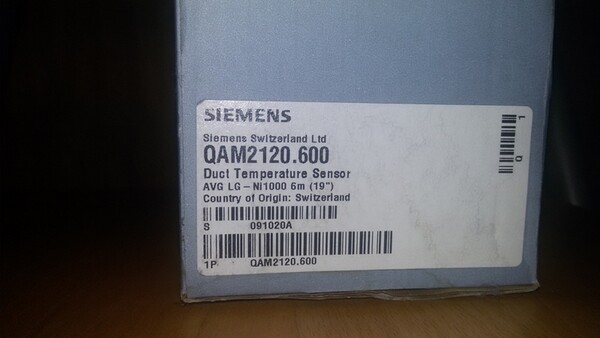 SIEMENS
Siemens Switzerland Ltd
QAM2120.600
Duct Temperature Sensor
AVG LG - Ni1000 6m (19")
Country of Origin: Switzerland
S 091020A
1P QAM2120.600
L
D